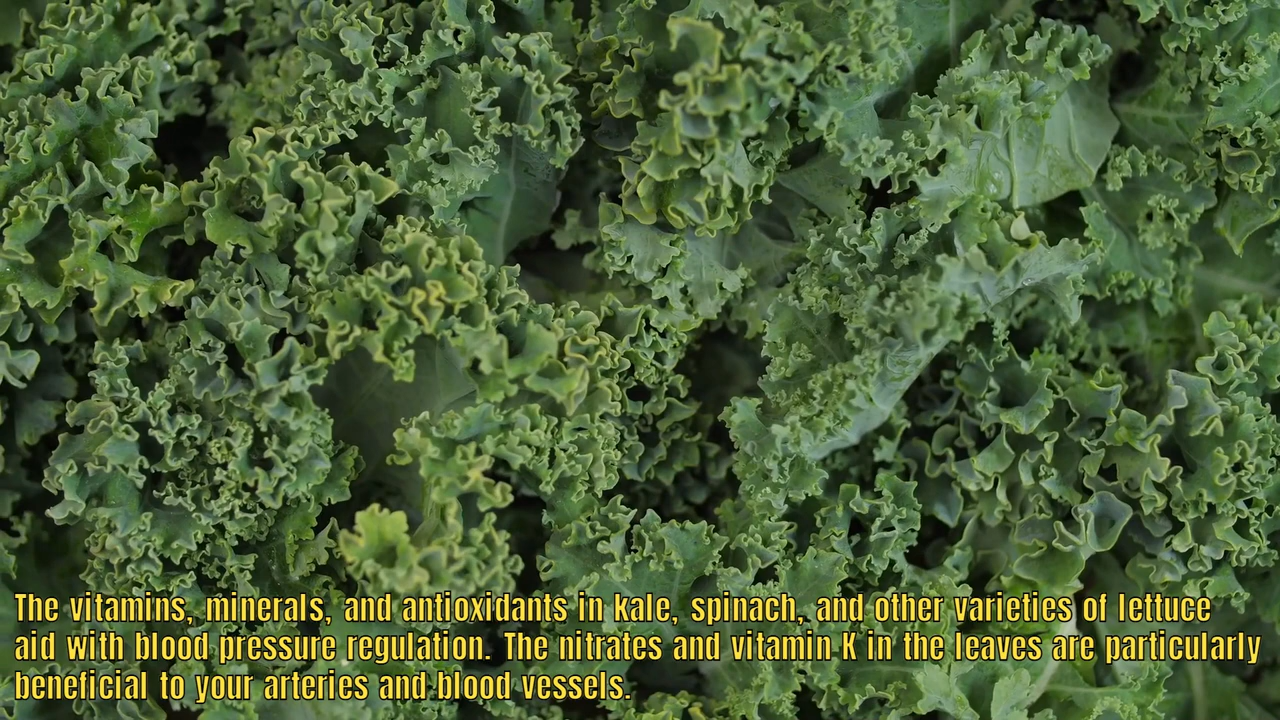 The vitamins, minerals, and antioxidants in kale, spinach, and other varieties of lettuce
aid with blood pressure regulation. The nitrates and vitamin K in the leaves are particularly
beneficial to your arteries and blood vessels.